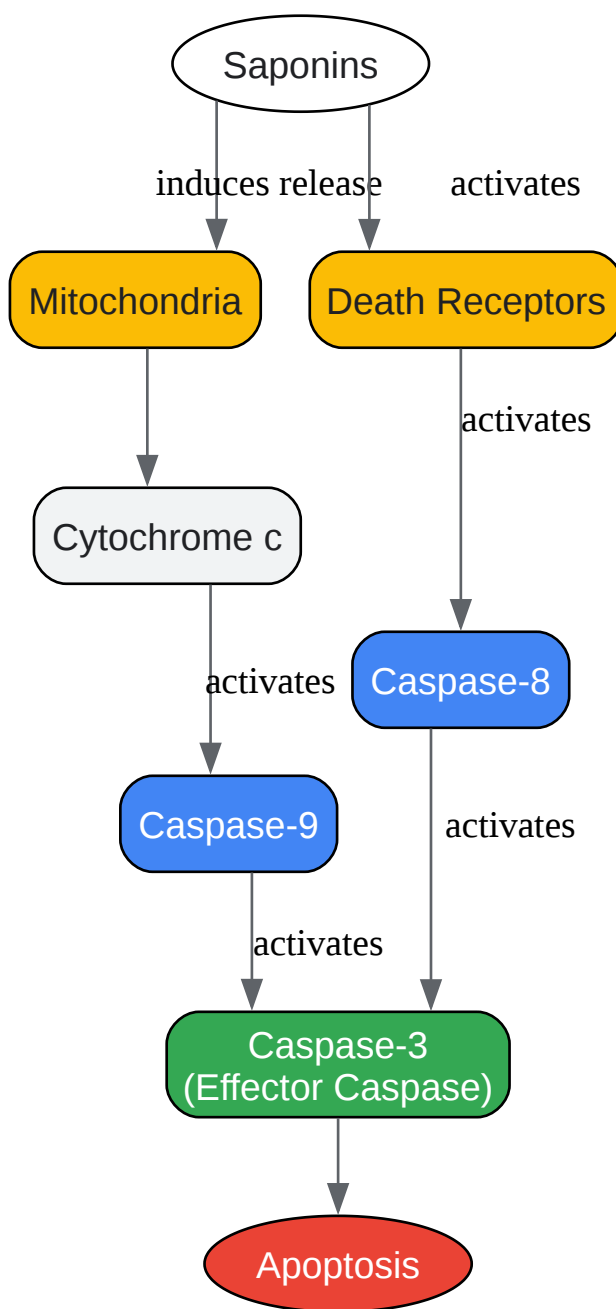 Saponins
induces release
activates
Mitochondria
Death Receptors
activates
Cytochrome c
activates
Caspase-8
Caspase-9
activates
activates
Caspase-3
(Effector Caspase)
Apoptosis